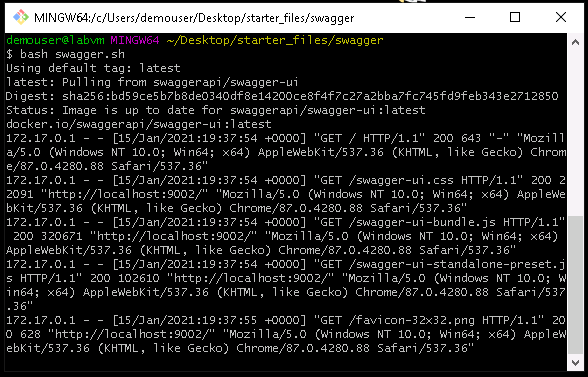 MINGW64:/c/Users/demouser/Desktop/starter_files/swagger
demouser@labvm MINGW64 ~/Desktop/starter_files/swagger
$ bash swagger.sh
Using default tag: latest
latest: Pulling from swaggerapi/swagger-ui
Digest: sha256:bd59ce5b7b8de0340df8e14200ce8f4f7c27a2bba7fc745fd9feb343e2712850
Status: Image is up to date for swaggerapi/swagger-ui:latest
docker.io/swaggerapi/swagger-ui:latest
172.17.0.1 - - [15/Jan/2021:19:37:54 +0000] "GET / HTTP/1.1" 200 643 "-" "Mozill
a/5.0 (Windows NT 10.0; Win64; x64) AppleWebKit/537.36 (KHTML, like Gecko) Chrom
e/87.0.4280.88 Safari/537.36"
172.17.0.1 - - [15/Jan/2021:19:37:54 +0000] "GET /swagger-ui.css HTTP/1.1" 200 2
2091 "http://localhost:9002/" "Mozilla/5.0 (Windows NT 10.0; Win64; x64) AppleWe
bKit/537.36 (KHTML, like Gecko) Chrome/87.0.4280.88 Safari/537.36"
172.17.0.1 - - [15/Jan/2021:19:37:54 +0000] "GET /swagger-ui-bundle.js HTTP/1.1"
 200 320671 "http://localhost:9002/" "Mozilla/5.0 (Windows NT 10.0; Win64; x64)
AppleWebKit/537.36 (KHTML, like Gecko) Chrome/87.0.4280.88 Safari/537.36"
172.17.0.1 - - [15/Jan/2021:19:37:54 +0000] "GET /swagger-ui-standalone-preset.j
s HTTP/1.1" 200 102610 "http://localhost:9002/" "Mozilla/5.0 (Windows NT 10.0; W
in64; x64) AppleWebKit/537.36 (KHTML, like Gecko) Chrome/87.0.4280.88 Safari/537
.36"
172.17.0.1 - - [15/Jan/2021:19:37:55 +0000] "GET /favicon-32x32.png HTTP/1.1" 20
0 628 "http://localhost:9002/" "Mozilla/5.0 (Windows NT 10.0; Win64; x64) AppleW
ebKit/537.36 (KHTML, like Gecko) Chrome/87.0.4280.88 Safari/537.36"